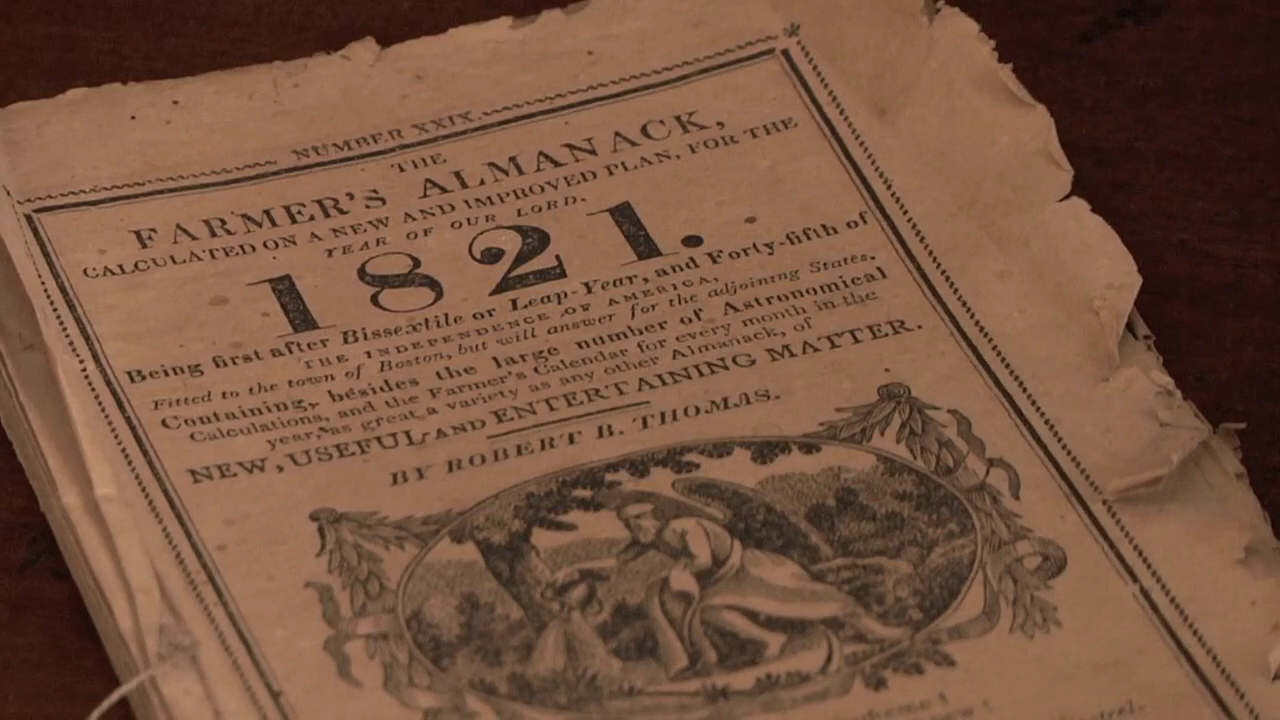 NUMBER XXIX.
THE
FARMER'S ALMANACK,
CALCULATED ON A NEW AND IMPROVED PLAN, FOR THE
YEAR OF OUR LORD.
1821.
Being first after Bissextile or Leap-Year, and Forty-fifth of
THE INDEPENDENCE OF AMERICA,
Fitted to the town of Boston, but will answer for the adjoining States.
Containing, besides the large number of Astronomical
Calculations, and the Farmer's Calendar for every month in the
year, as great a variety as any other Almanack, of
NEW, USEFUL AND ENTERTAINING MATTER.
BY ROBERT B. THOMAS.